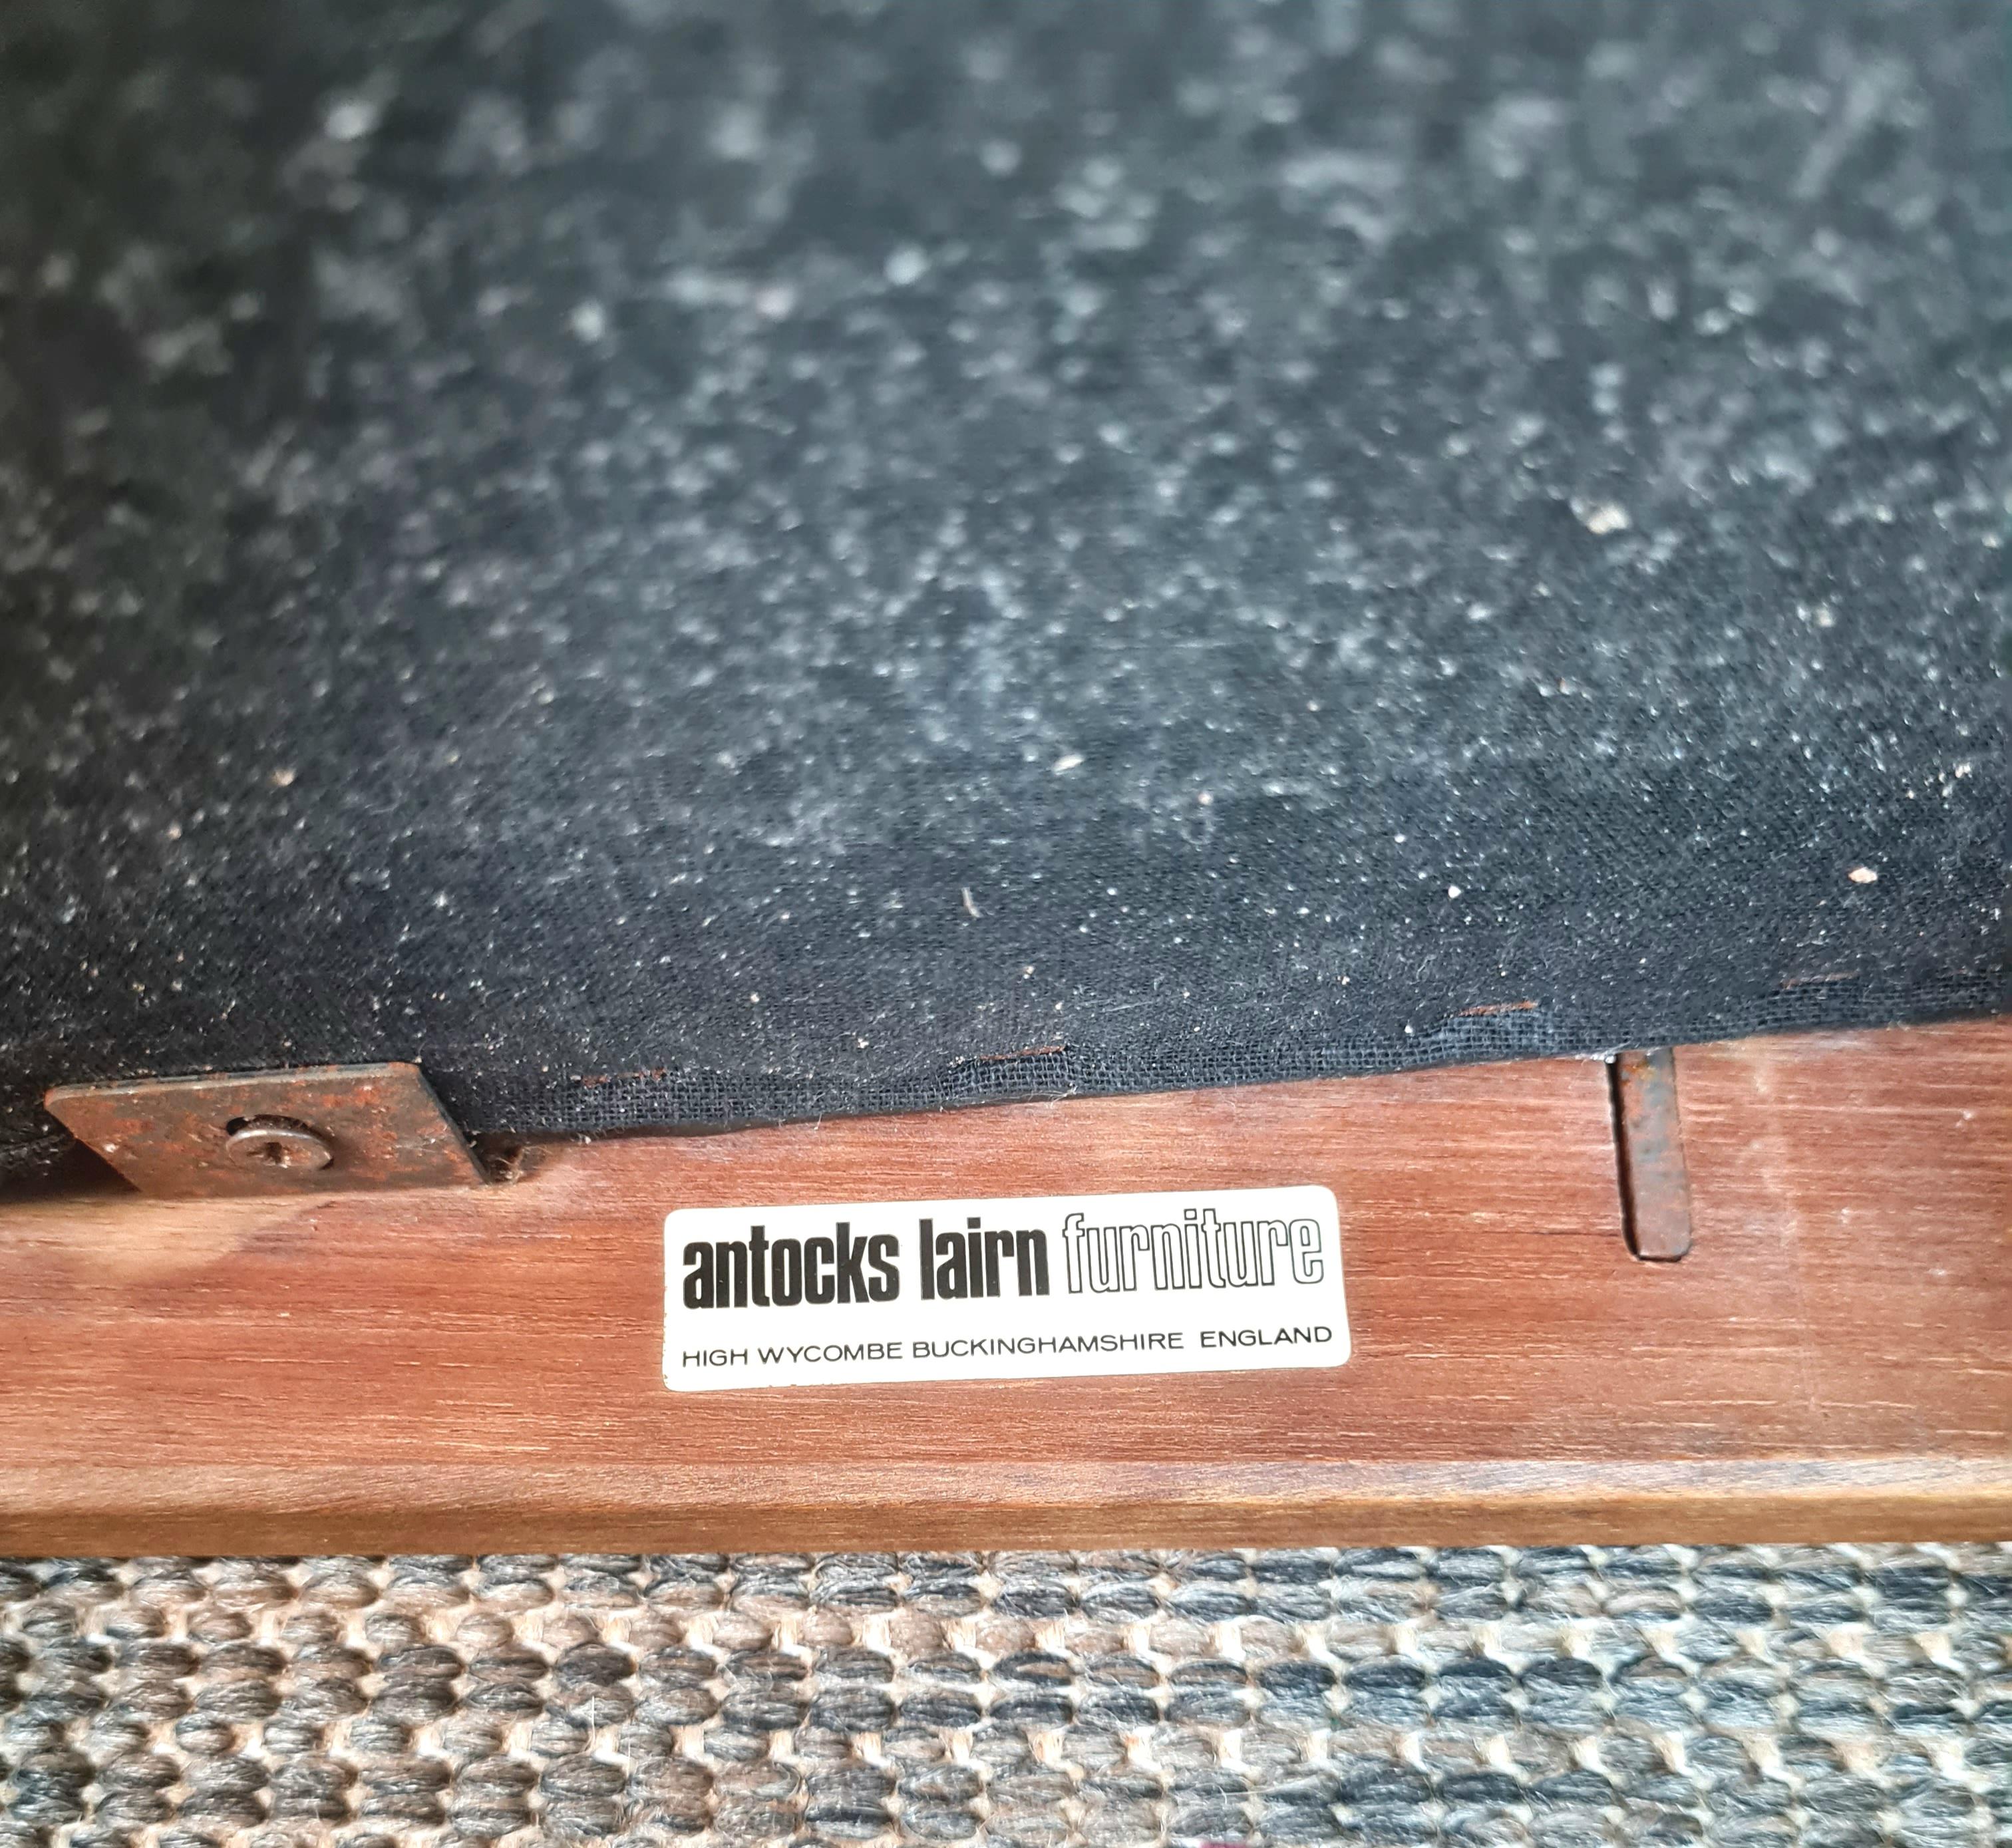 antocks lairn furniture
HIGH WYCOMBE BUCKINGHAMSHIRE ENGLAND